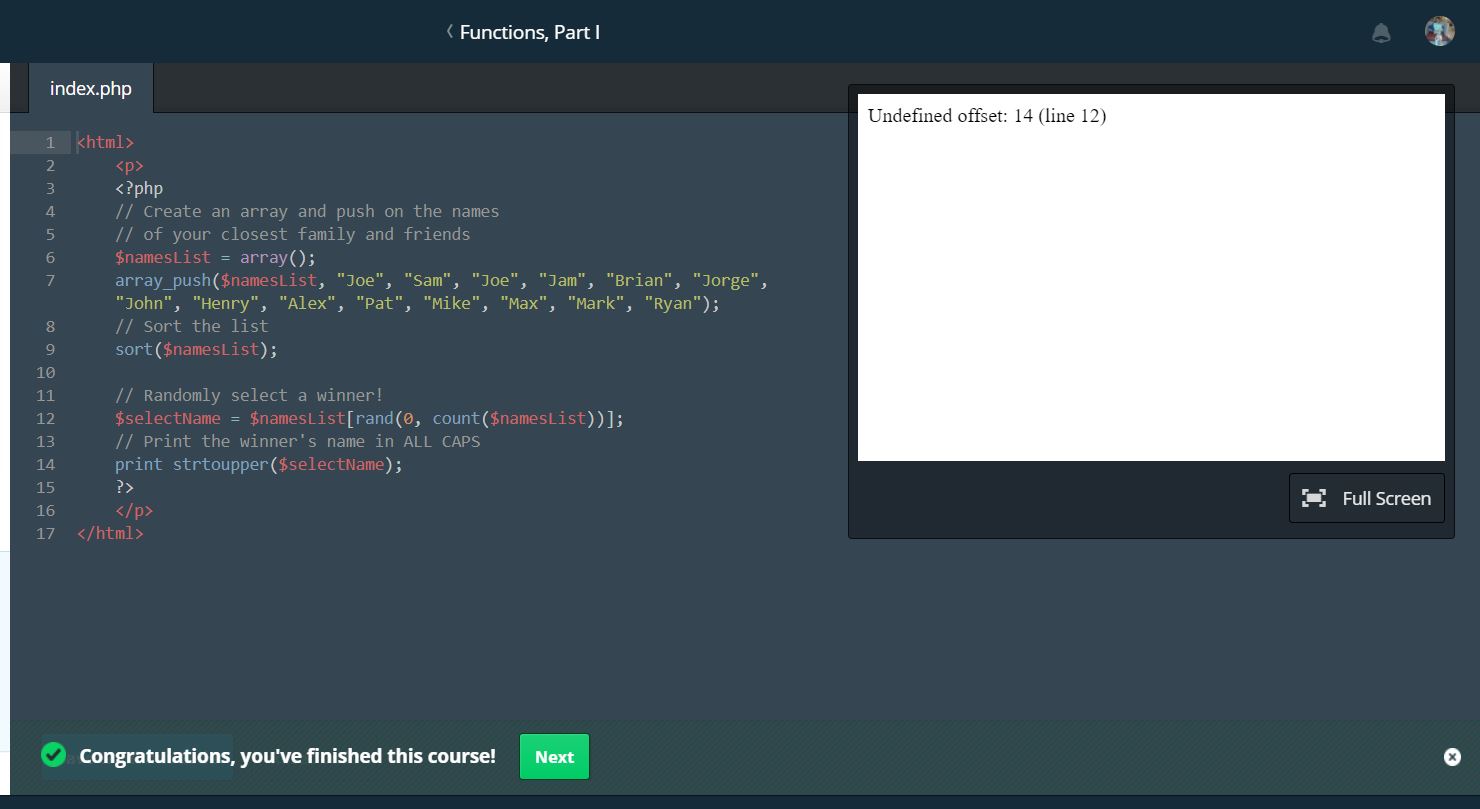 Functions, Part I
index.php
Undefined offset: 14 (line 12)
1 <html>
2 <p>
3 <?php
4 // Create an array and push on the names
5 // of your closest family and friends
6 $namesList = array();
7 array_push($namesList, "Joe", "Sam", "Joe", "Jam", "Brian", "Jorge",
"John", "Henry", "Alex", "Pat", "Mike", "Max", "Mark", "Ryan");
8 // Sort the list
9 sort($namesList);
10
11 // Randomly select a winner!
12 $selectName = $namesList[rand(0, count($namesList))];
13 // Print the winner's name in ALL CAPS
14 print strtoupper($selectName);
15 ?>
16 </p>
17 </html>
Full Screen
Congratulations, you've finished this course!
Next